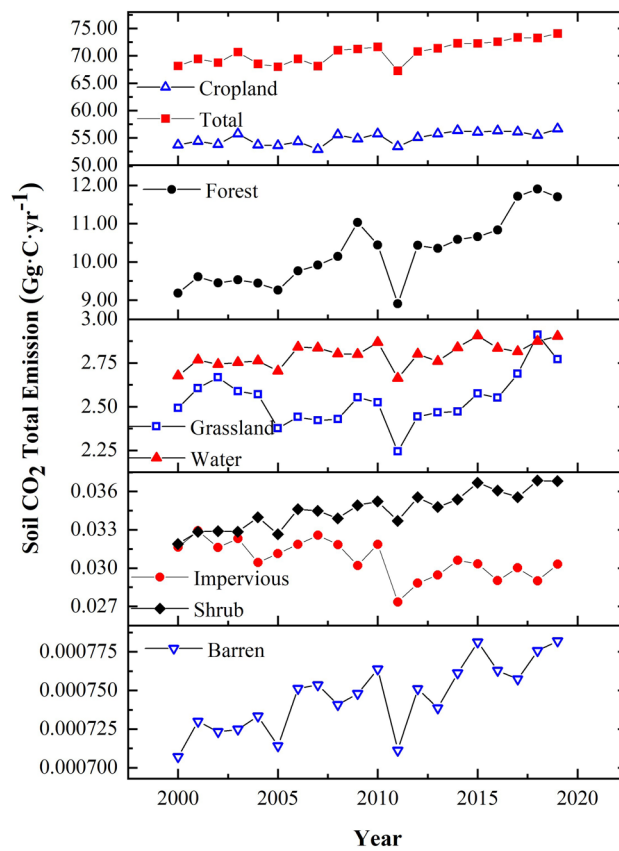 75.00
70.00
65.00
60.00
55.00
50.00
Cropland
Total
12.00
11.00
10.00
9.00
Forest
3.00
2.75
2.50
2.25
Grassland
Water
0.036
0.033
0.030
0.027
Impervious
Shrub
0.000775
0.000750
0.000725
0.000700
Barren
2000 2005 2010 2015 2020
Year
Soil CO₂ Total Emission (Gg·C·yr⁻¹)